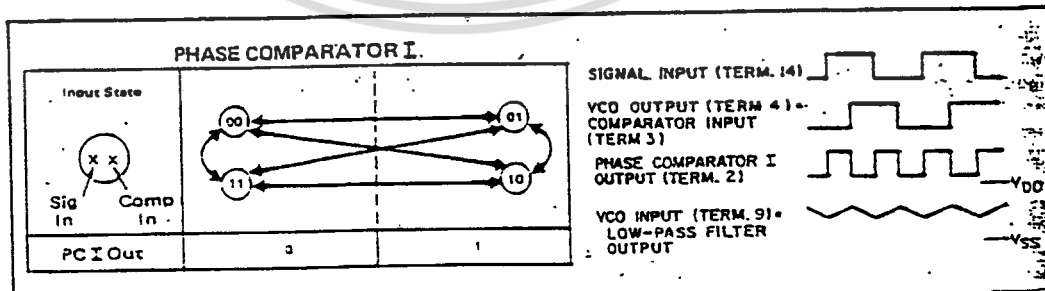 PHASE COMPARATOR I.
Input State
00
01
x x
11
10
Sig In
Comp In
PC I Out
1
SIGNAL INPUT (TERM. 14)
VCO OUTPUT (TERM 4)=
COMPARATOR INPUT
(TERM 3)
PHASE COMPARATOR I
OUTPUT (TERM. 2)
VDD
VCO INPUT (TERM. 9)=
LOW-PASS FILTER
OUTPUT
VSS